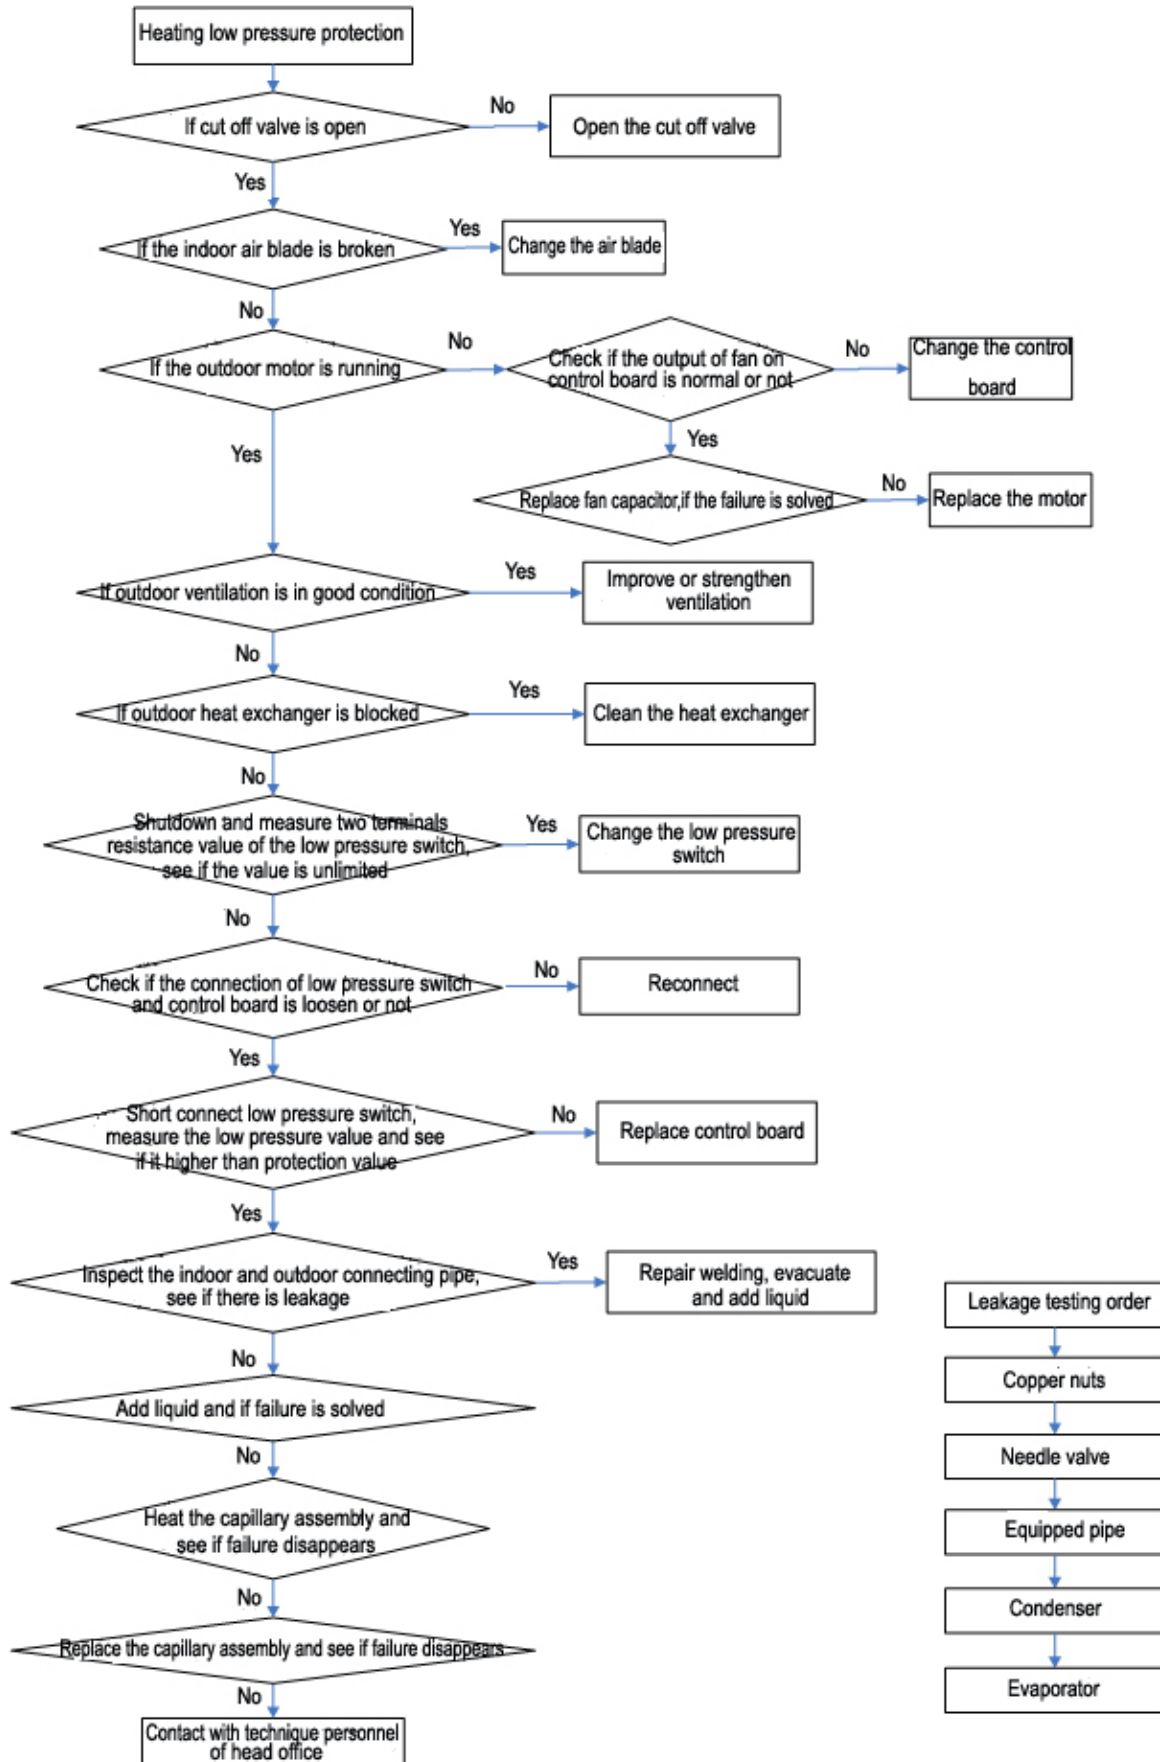 Heating low pressure protection
If cut off valve is open
No
Open the cut off valve
Yes
If the indoor air blade is broken
Yes
Change the air blade
No
If the outdoor motor is running
No
Check if the output of fan on
control board is normal or not
No
Change the control
board
Yes
Yes
Replace fan capacitor,if the failure is solved
No
Replace the motor
If outdoor ventilation is in good condition
Yes
Improve or strengthen
ventilation
No
If outdoor heat exchanger is blocked
Yes
Clean the heat exchanger
No
Shutdown and measure two terminals
resistance value of the low pressure switch,
see if the value is unlimited
Yes
Change the low pressure
switch
No
Check if the connection of low pressure switch
and control board is loosen or not
No
Reconnect
Yes
Short connect low pressure switch,
measure the low pressure value and see
if it higher than protection value
No
Replace control board
Yes
Inspect the indoor and outdoor connecting pipe,
see if there is leakage
Yes
Repair welding, evacuate
and add liquid
No
Add liquid and if failure is solved
No
Heat the capillary assembly and
see if failure disappears
No
Replace the capillary assembly and see if failure disappears
No
Contact with technique personnel
of head office
Leakage testing order
Copper nuts
Needle valve
Equipped pipe
Condenser
Evaporator